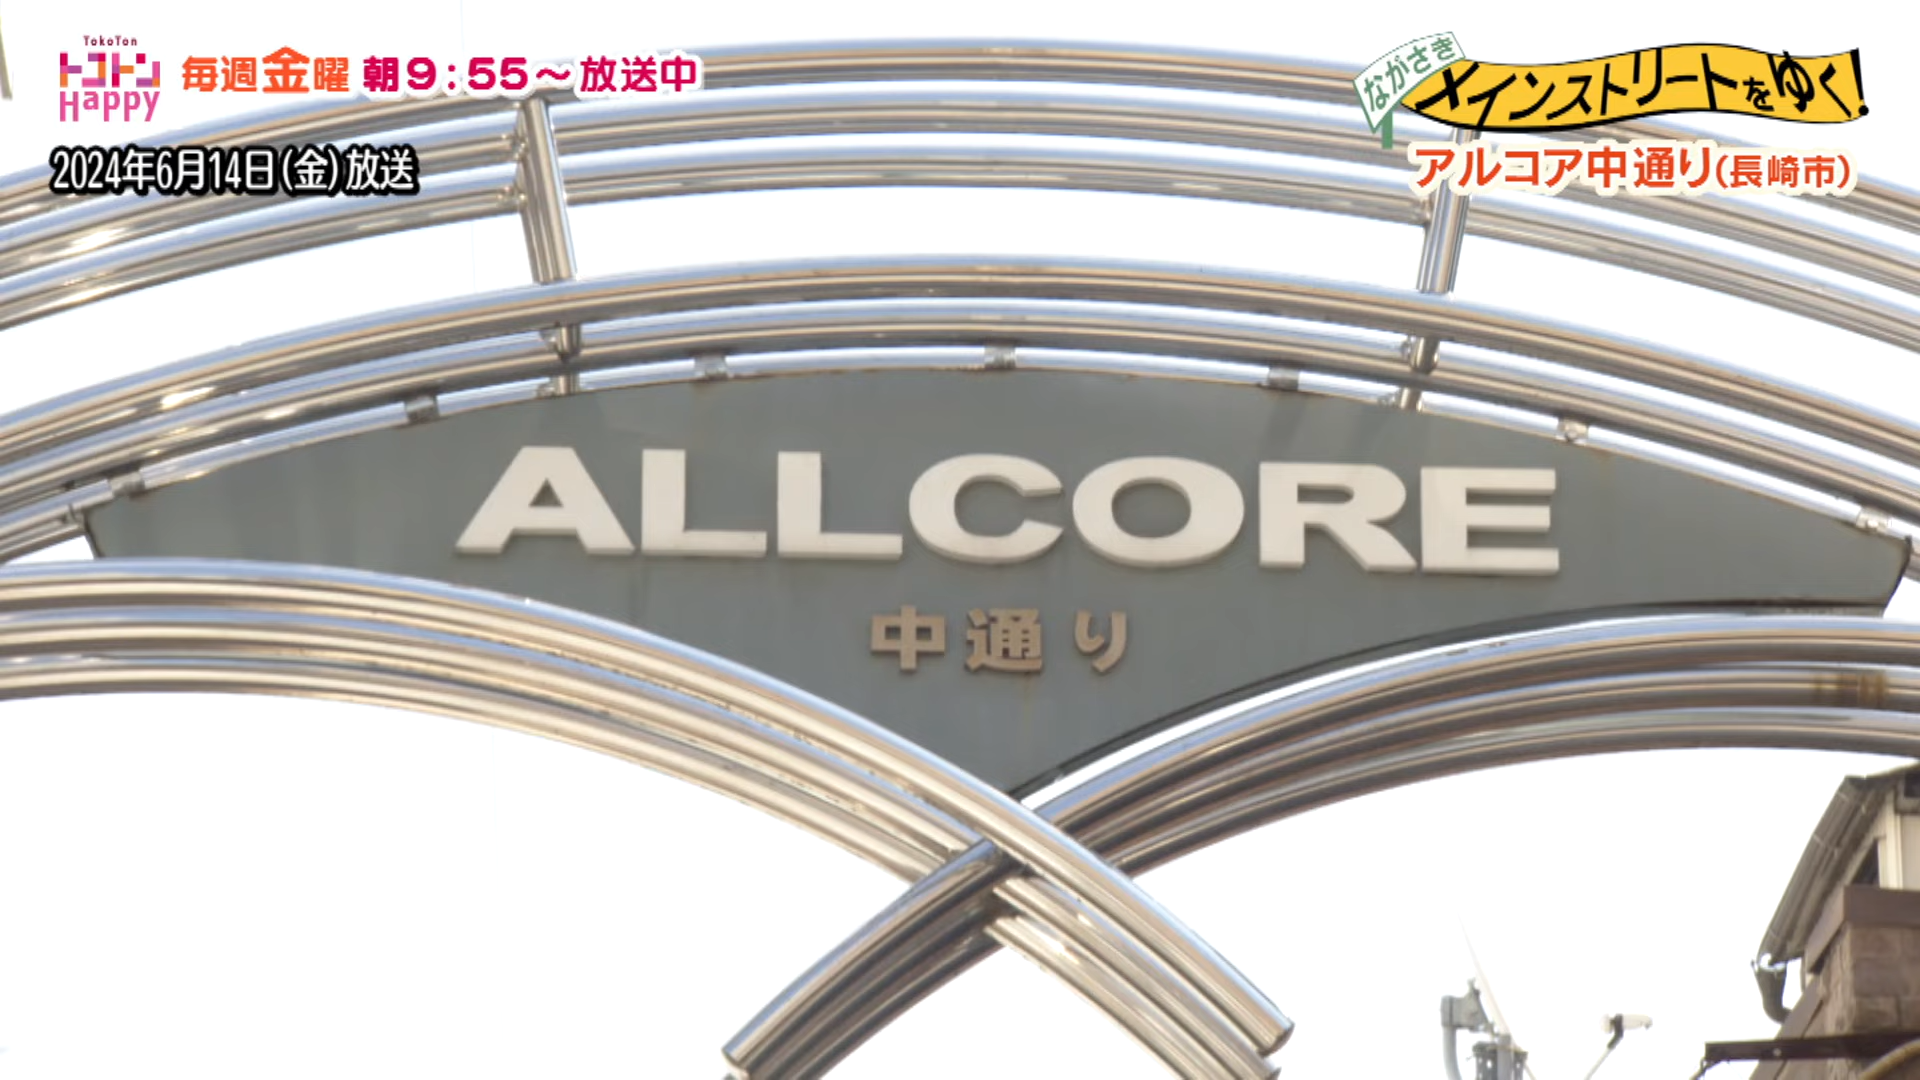 TokoTon
トコトン
Happy
毎週金曜 朝9:55～放送中
2024年6月14日(金)放送
ながさき
メインストリートをゆく!
アルコア中通り(長崎市)
ALLCORE
中通り